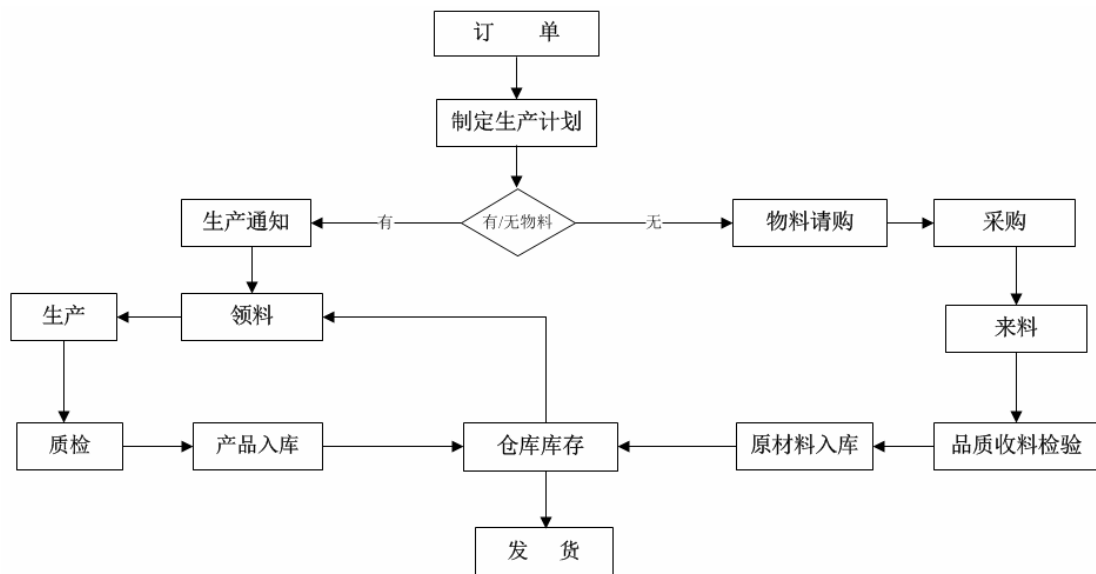 订 单
制定生产计划
生产通知
有
有/无物料
无
物料请购
采购
生产
领料
来料
质检
产品入库
仓库库存
原材料入库
品质收料检验
发 货